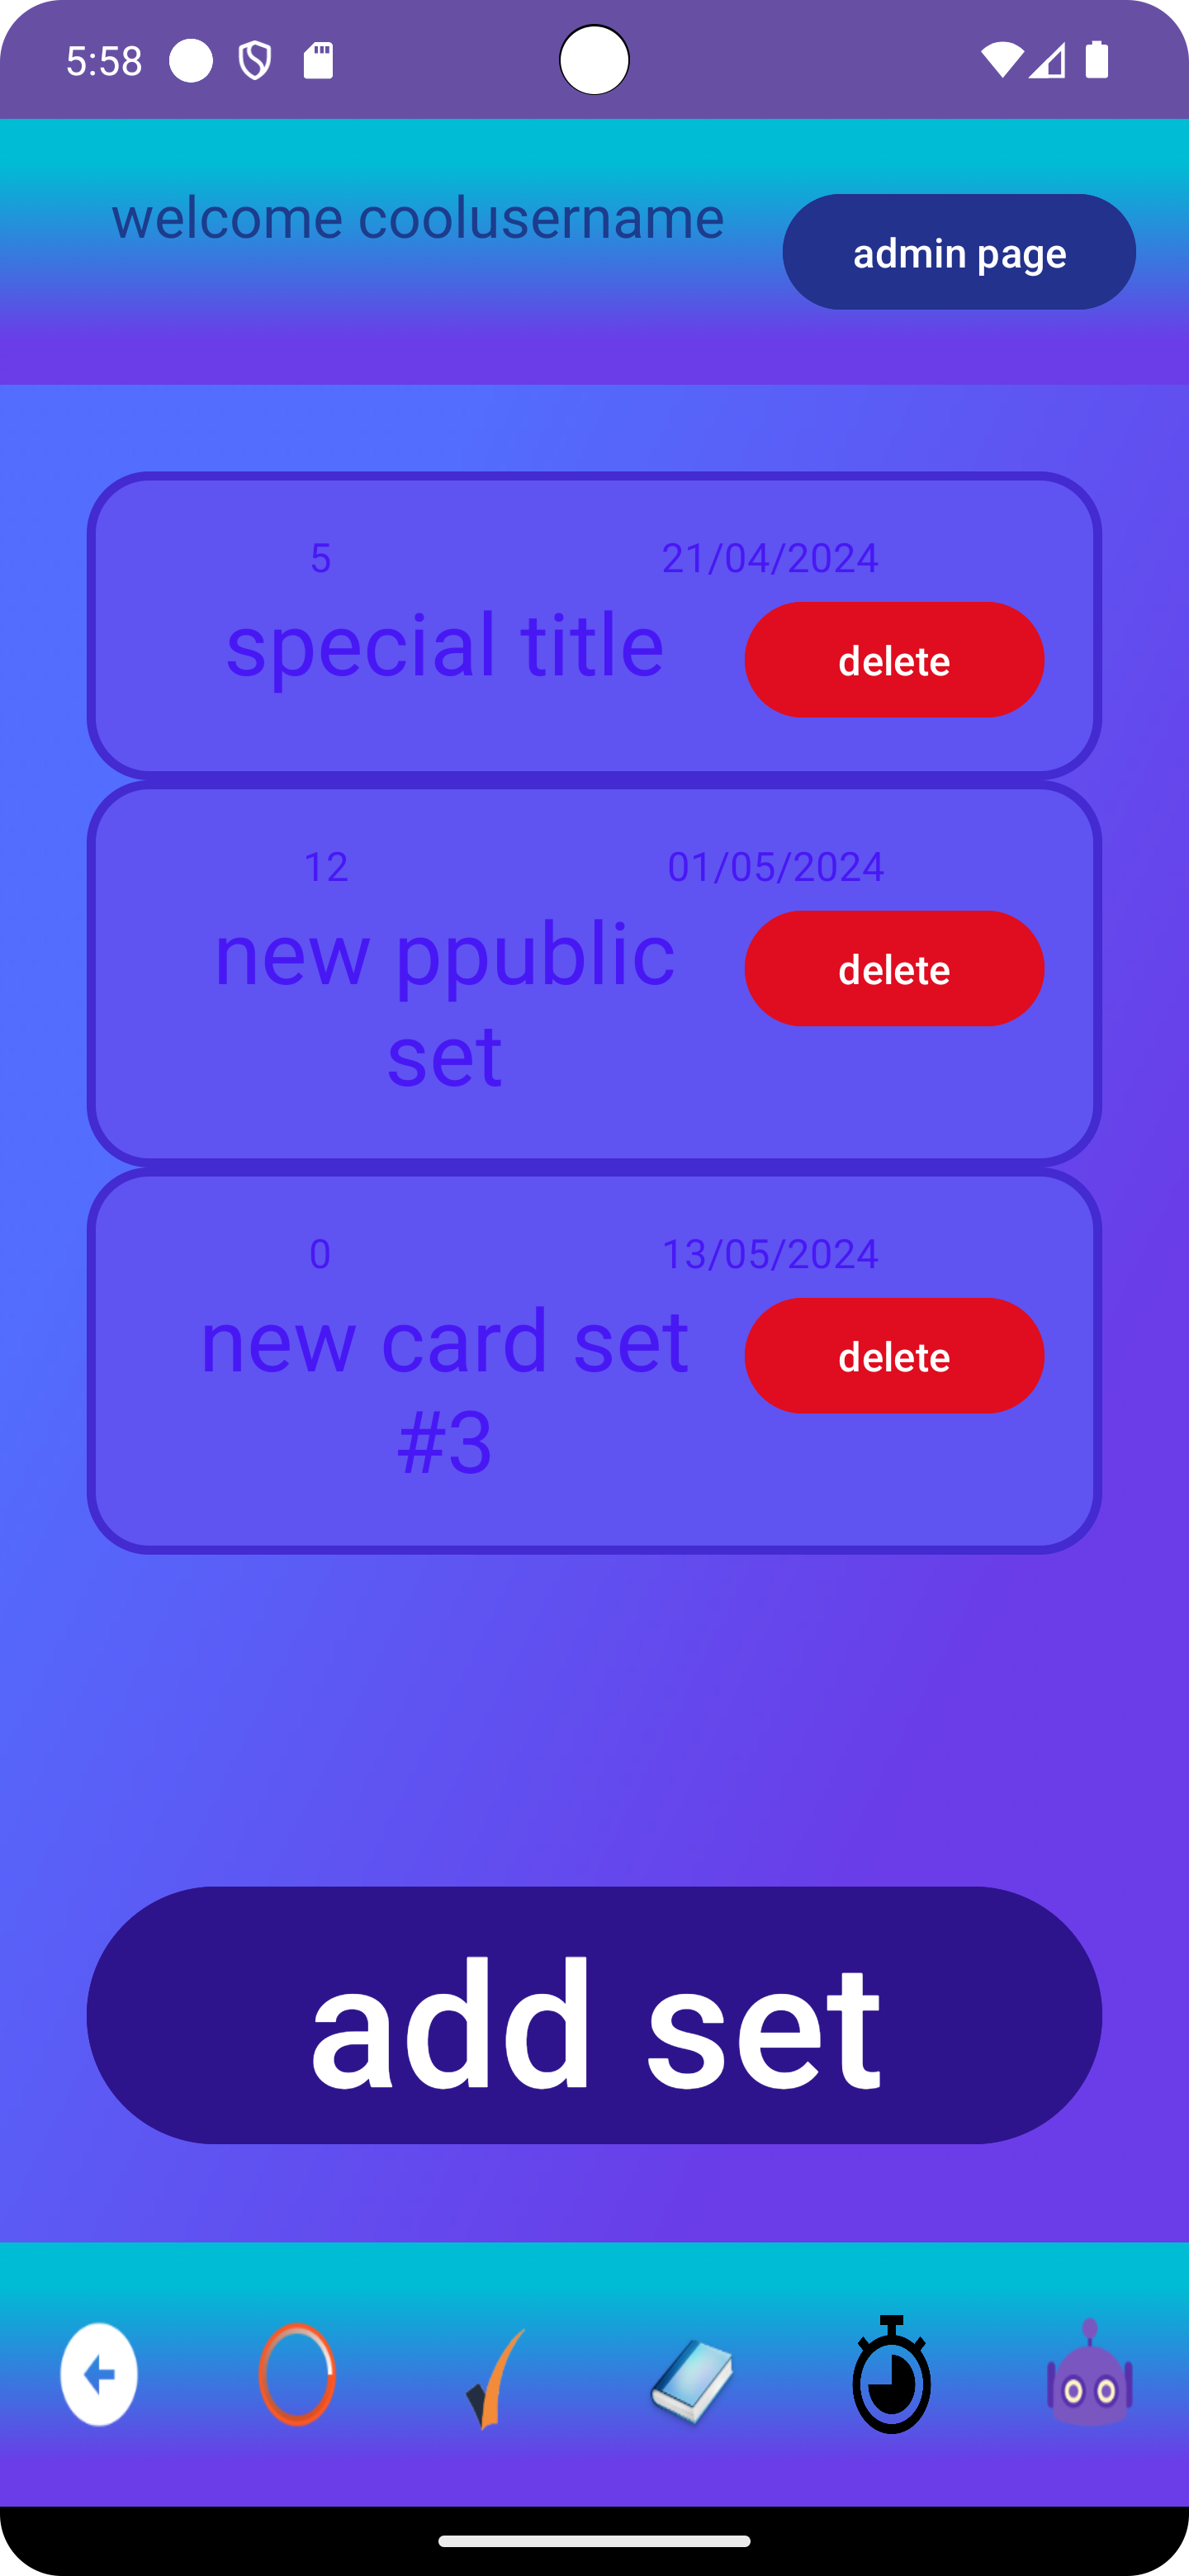 5:58
welcome coolusername
admin page
5
21/04/2024
special title
delete
12
01/05/2024
new ppublic
set
delete
0
13/05/2024
new card set
#3
delete
add set